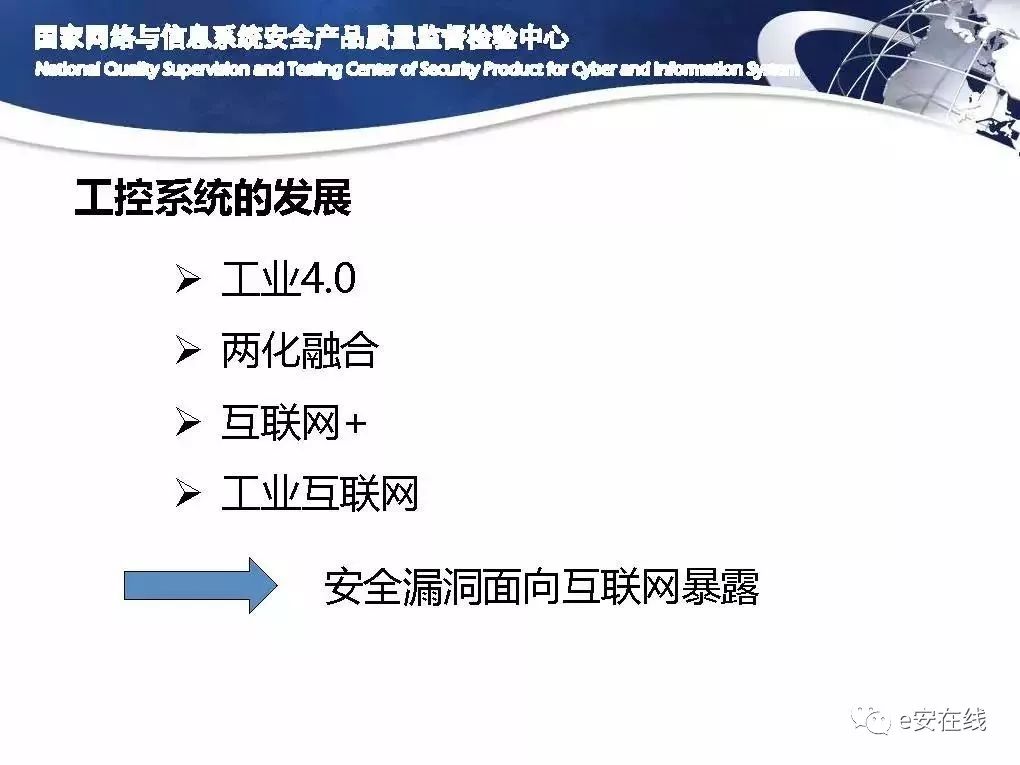 国家网络与信息系统安全产品质量监督检验中心
National Quality Supervision and Testing Center of Security Product for Cyber and Information System
工控系统的发展
工业4.0
两化融合
互联网+
工业互联网
安全漏洞面向互联网暴露
e安在线